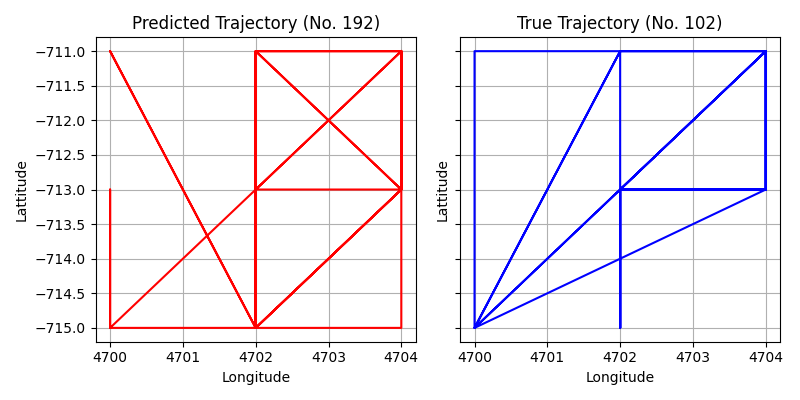 Predicted Trajectory (No. 192)
−711.0
−711.5
−712.0
−712.5
−713.0
−713.5
−714.0
−714.5
−715.0
Lattitude
4700 4701 4702 4703 4704
Longitude
True Trajectory (No. 102)
Lattitude
4700 4701 4702 4703 4704
Longitude